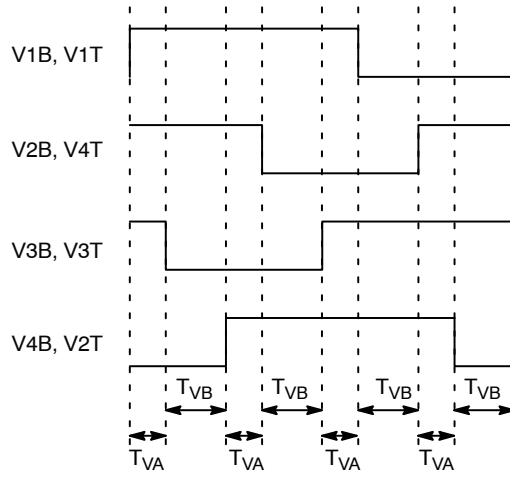 V1B, V1T
V2B, V4T
V3B, V3T
V4B, V2T
TVB TVB TVB TVB
TVA TVA TVA TVA